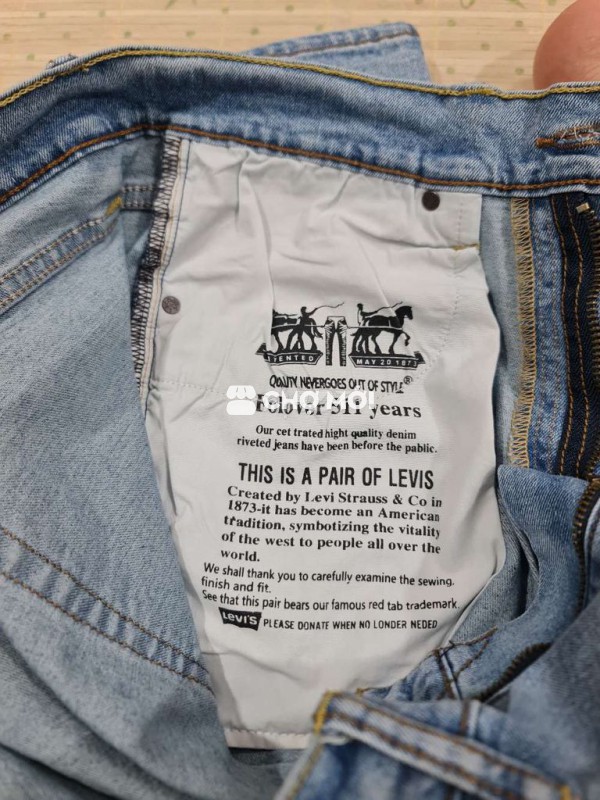 PATENTED
MAY 20 1873
QUALITY NEVERGOES OUT OF STYLE®
CHỢ MỚI
511 years
Our cet trated hight quality denim
riveted jeans have been before the pablic.
THIS IS A PAIR OF LEVIS
Created by Levi Strauss & Co in
1873-it has become an American
tradition, symbotizing the vitality
of the west to people all over the
world.
We shall thank you to carefully examine the sewing,
finish and fit.
See that this pair bears our famous red tab trademark.
Levi's PLEASE DONATE WHEN NO LONGER NEDED